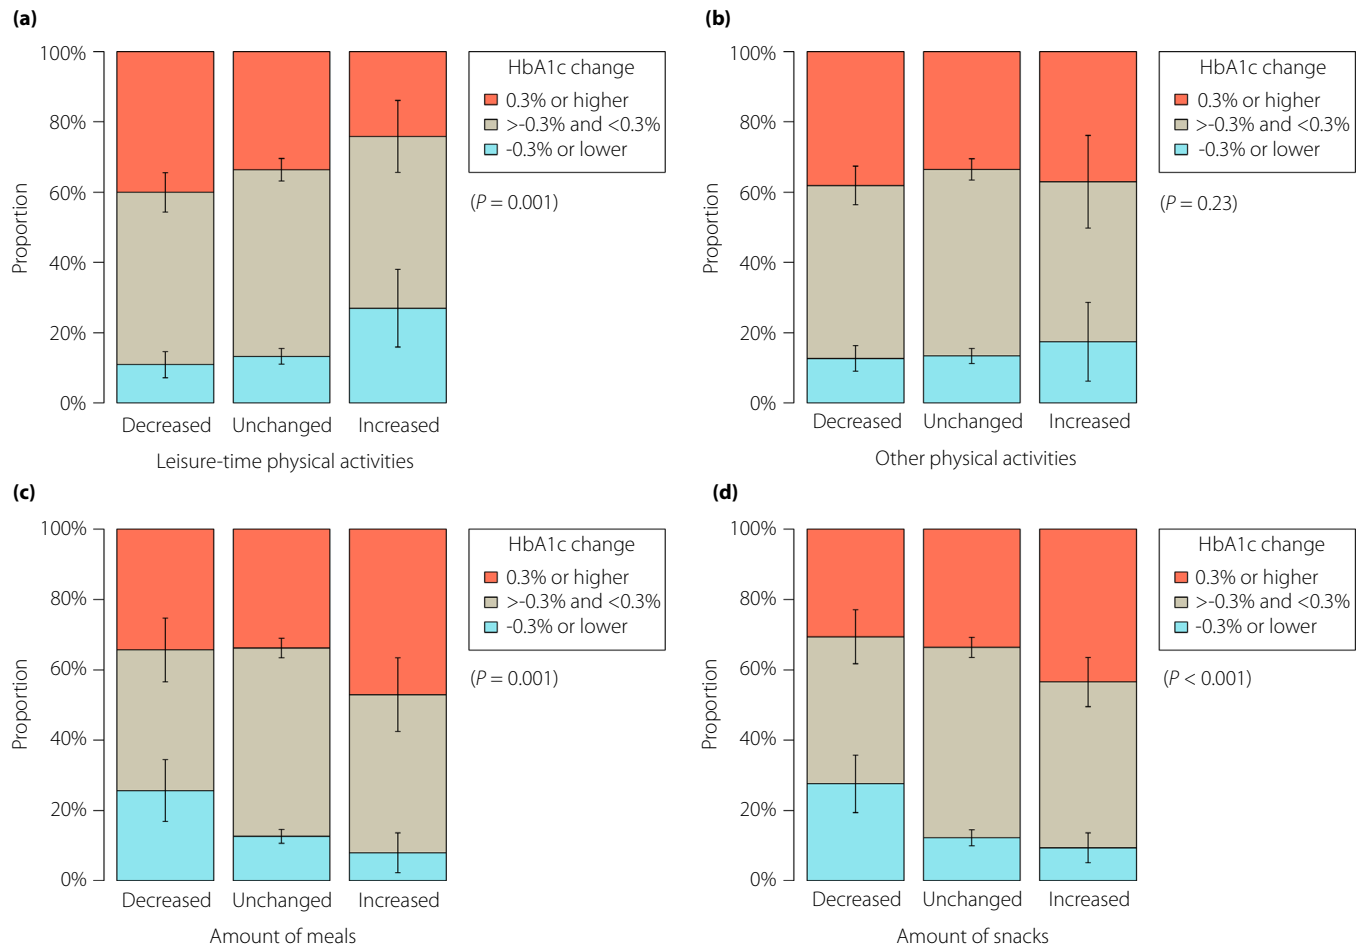 (a)
100%
80%
60%
40%
20%
0%
Proportion
Decreased Unchanged Increased
Leisure-time physical activities
HbA1c change
0.3% or higher
>-0.3% and <0.3%
-0.3% or lower
(P = 0.001)
(b)
100%
80%
60%
40%
20%
0%
Proportion
Decreased Unchanged Increased
Other physical activities
HbA1c change
0.3% or higher
>-0.3% and <0.3%
-0.3% or lower
(P = 0.23)
(c)
100%
80%
60%
40%
20%
0%
Proportion
Decreased Unchanged Increased
Amount of meals
HbA1c change
0.3% or higher
>-0.3% and <0.3%
-0.3% or lower
(P = 0.001)
(d)
100%
80%
60%
40%
20%
0%
Proportion
Decreased Unchanged Increased
Amount of snacks
HbA1c change
0.3% or higher
>-0.3% and <0.3%
-0.3% or lower
(P < 0.001)